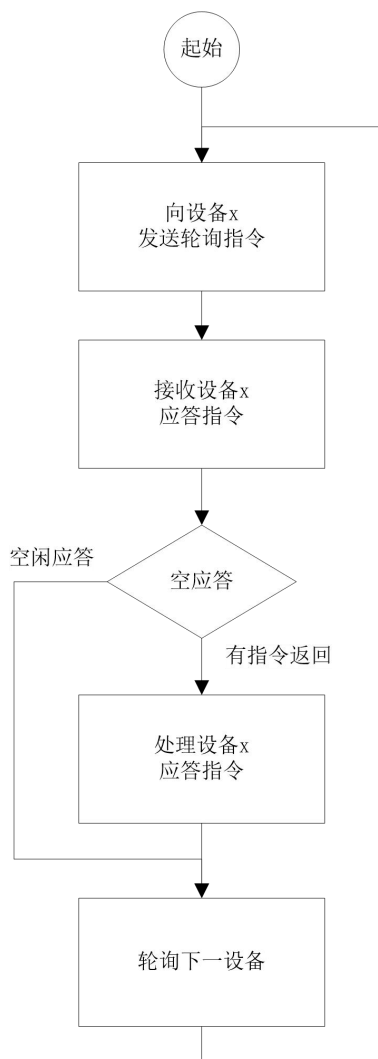 起始
向设备x
发送轮询指令
接收设备x
应答指令
空闲应答
空应答
有指令返回
处理设备x
应答指令
轮询下一设备